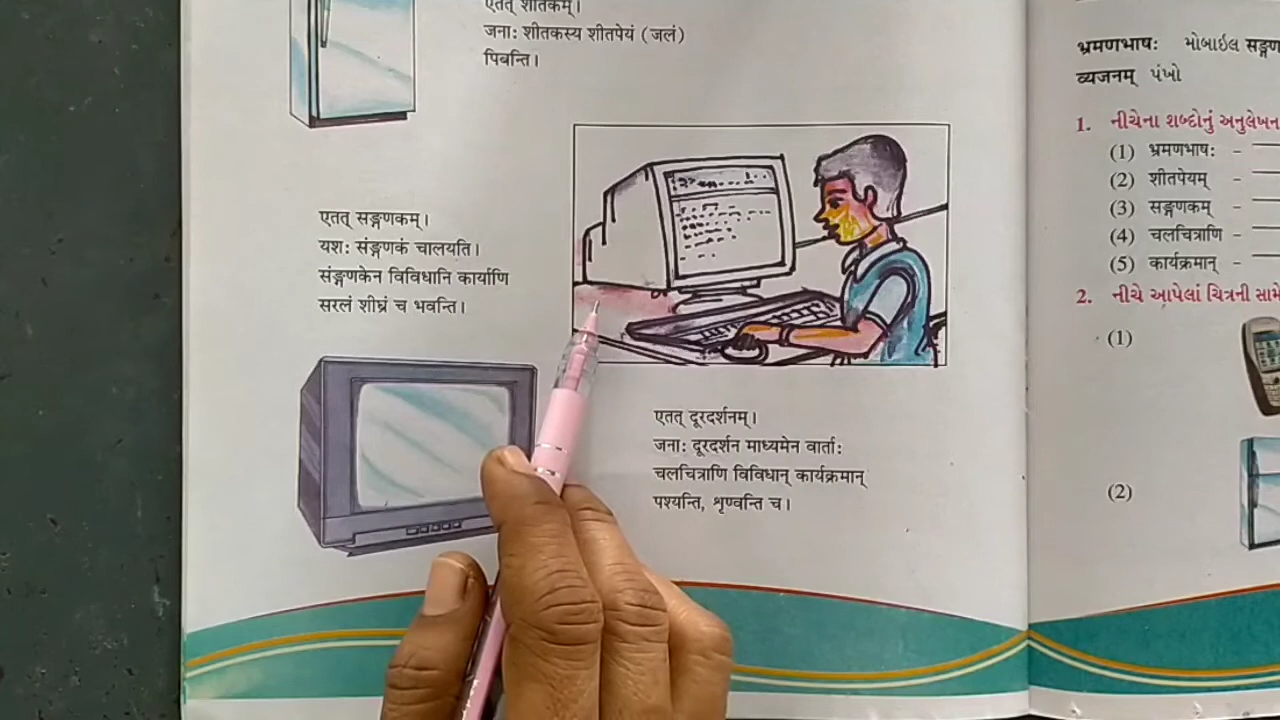 एतत् शीतकम्।
जनाः शीतकस्य शीतपेयं (जलं)
पिबन्ति।
एतत् सङ्गणकम्।
यशः संङ्गणकं चालयति।
संङ्गणकेन विविधानि कार्याणि
सरलं शीघ्रं च भवन्ति।
एतत् दूरदर्शनम्।
जनाः दूरदर्शन माध्यमेन वार्ताः
चलचित्राणि विविधान् कार्यक्रमान्
पश्यन्ति, शृण्वन्ति च।
भ्रमणभाषः મોબાઇલ
व्यजनम् પંખો
1. નીચેના શબ્દોનું અનુલેખન
(1) भ्रमणभाषः -
(2) शीतपेयम् -
(3) सङ्गणकम् -
(4) चलचित्राणि -
(5) कार्यक्रमान् -
2. નીચે આપેલાં ચિત્રની સામે
(1)
(2)